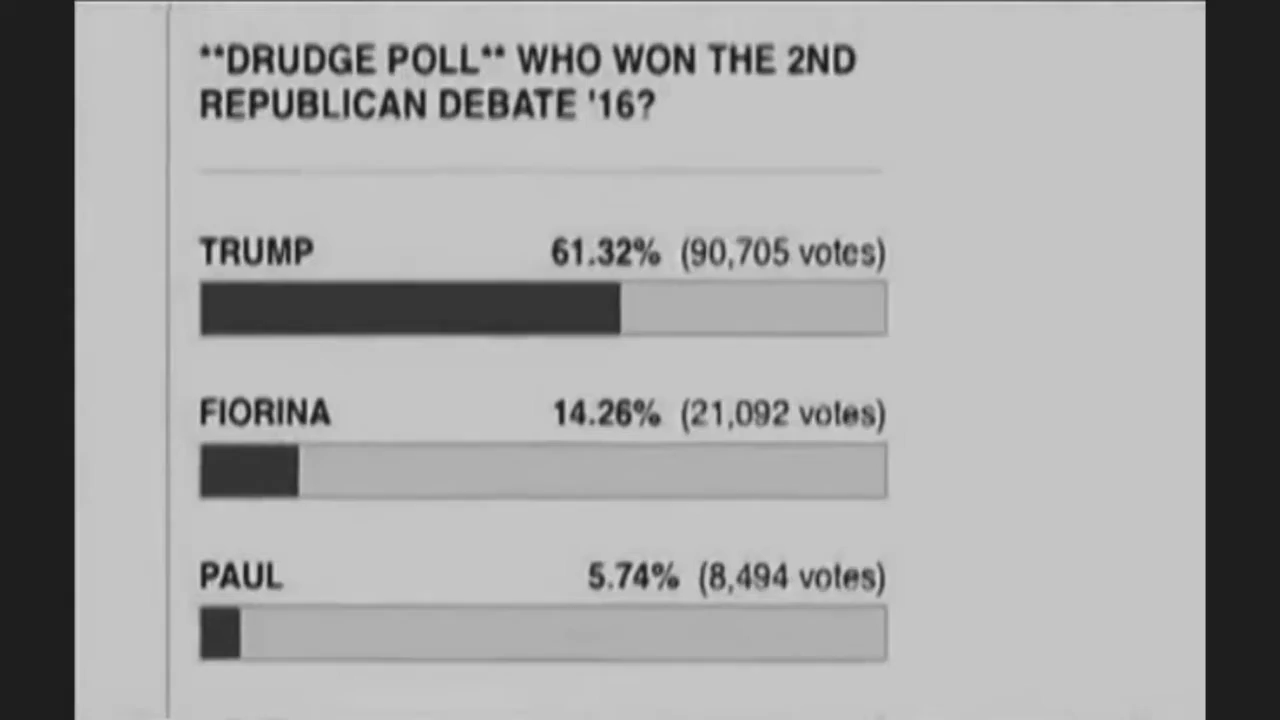 **DRUDGE POLL** WHO WON THE 2ND
REPUBLICAN DEBATE '16?
TRUMP 61.32% (90,705 votes)
FIORINA 14.26% (21,092 votes)
PAUL 5.74% (8,494 votes)